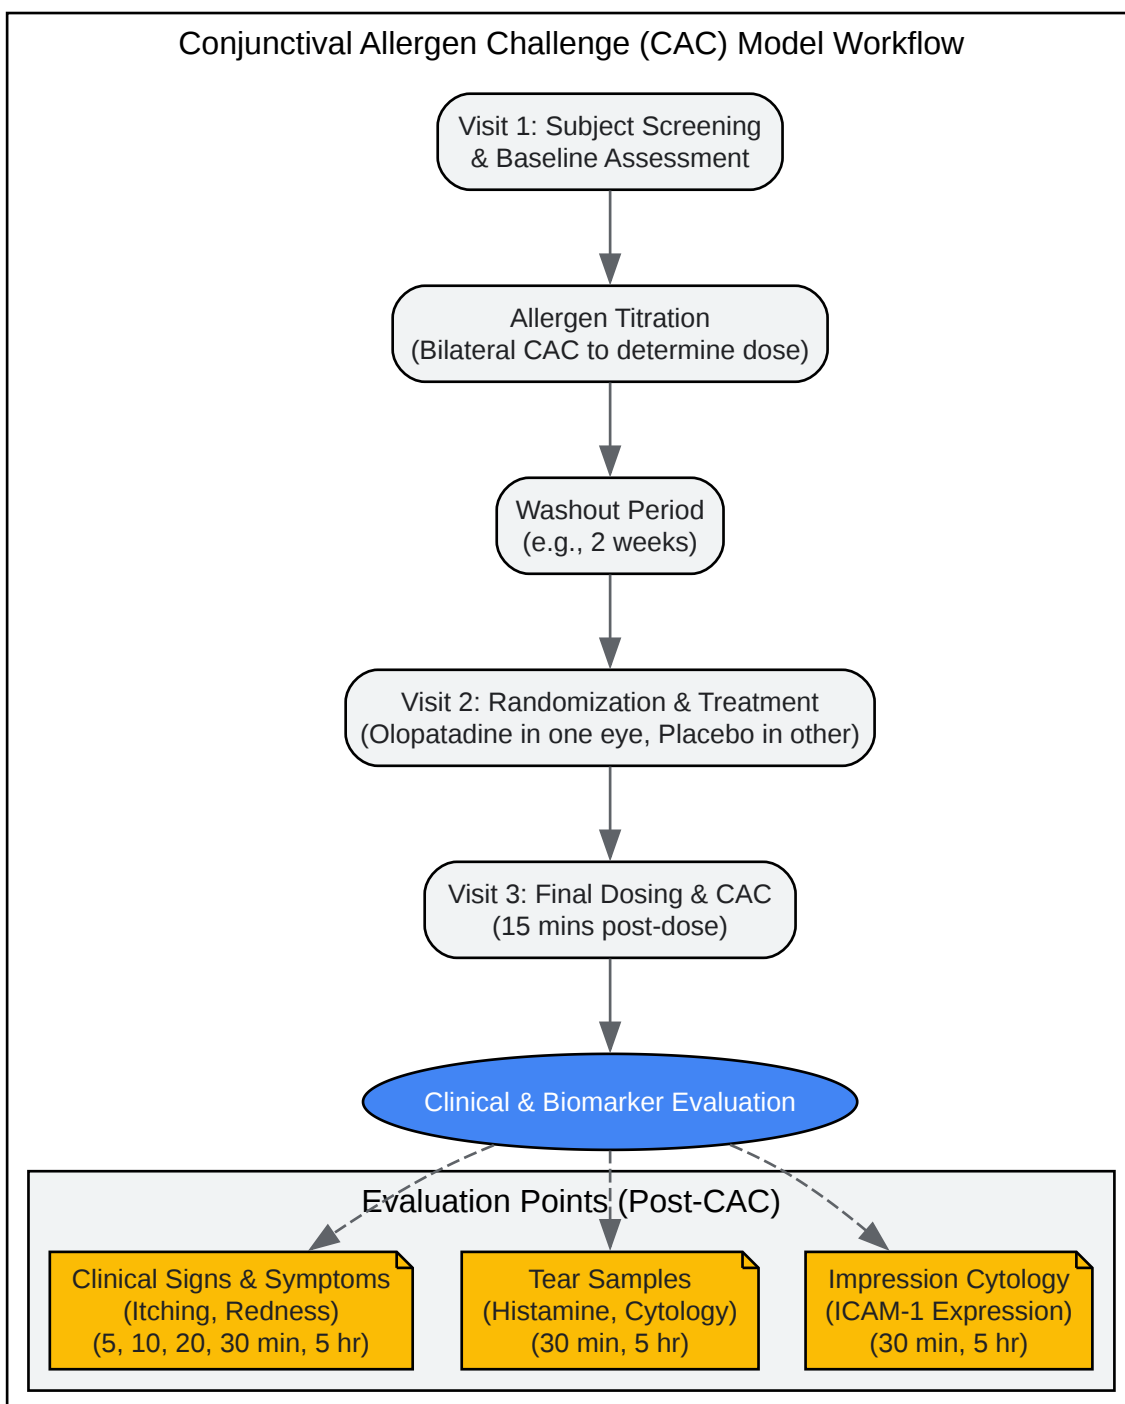 Conjunctival Allergen Challenge (CAC) Model Workflow
Visit 1: Subject Screening
& Baseline Assessment
Allergen Titration
(Bilateral CAC to determine dose)
Washout Period
(e.g., 2 weeks)
Visit 2: Randomization & Treatment
(Olopatadine in one eye, Placebo in other)
Visit 3: Final Dosing & CAC
(15 mins post-dose)
Clinical & Biomarker Evaluation
Evaluation Points (Post-CAC)
Clinical Signs & Symptoms
(Itching, Redness)
(5, 10, 20, 30 min, 5 hr)
Tear Samples
(Histamine, Cytology)
(30 min, 5 hr)
Impression Cytology
(ICAM-1 Expression)
(30 min, 5 hr)